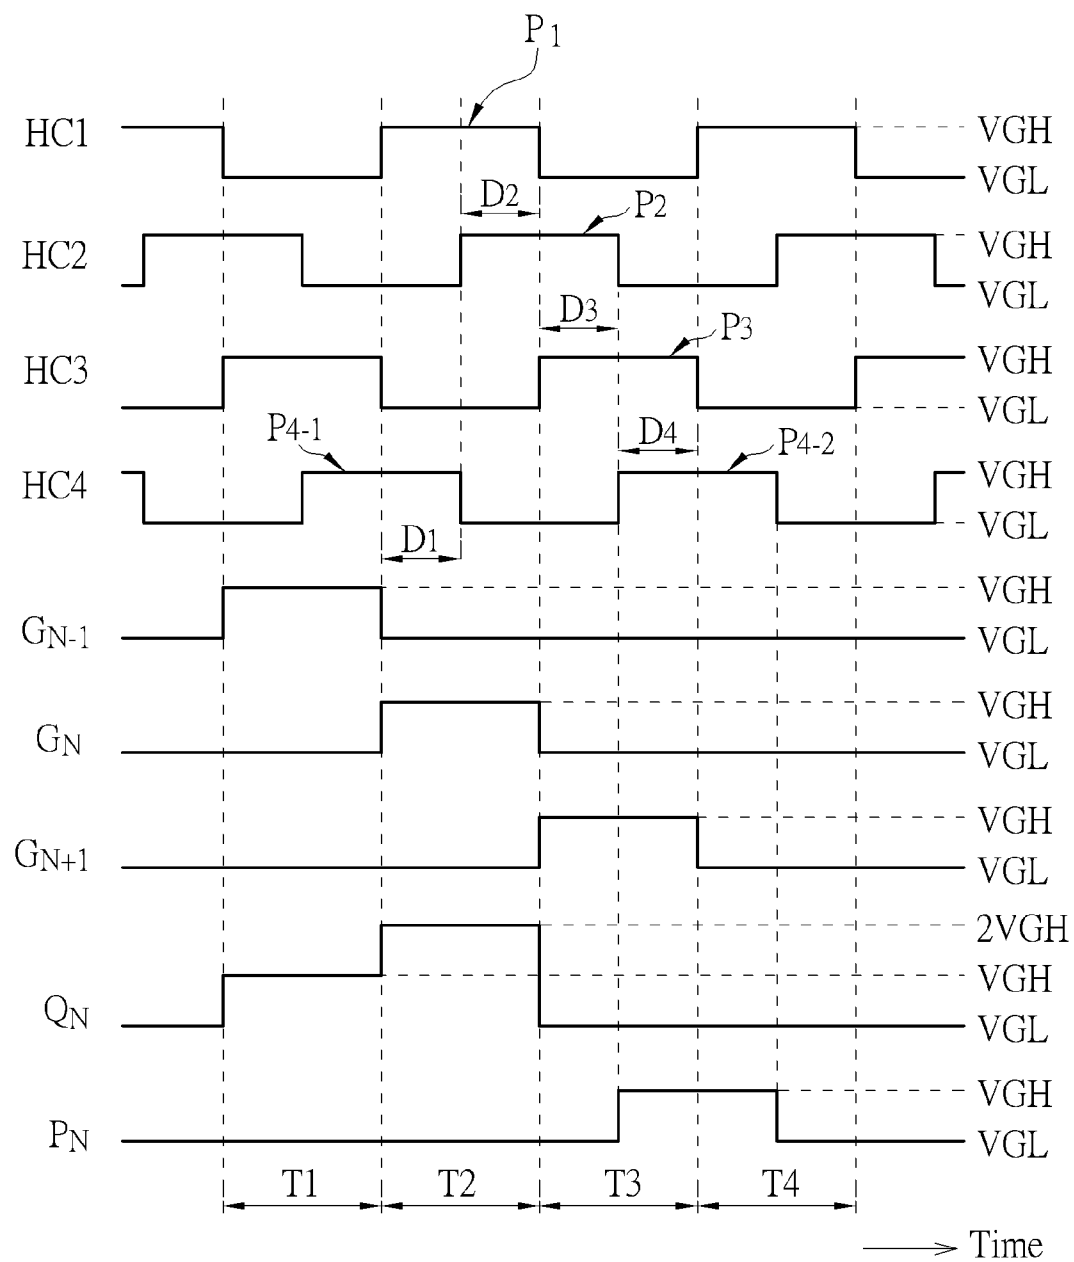 P1
HC1
VGH
VGL
D2
P2
HC2
VGH
VGL
D3
P3
HC3
VGH
VGL
P4-1
D4
P4-2
HC4
VGH
VGL
D1
GN-1
VGH
VGL
GN
VGH
VGL
GN+1
VGH
VGL
2VGH
VGH
QN
VGL
VGH
PN
VGL
T1 T2 T3 T4
Time